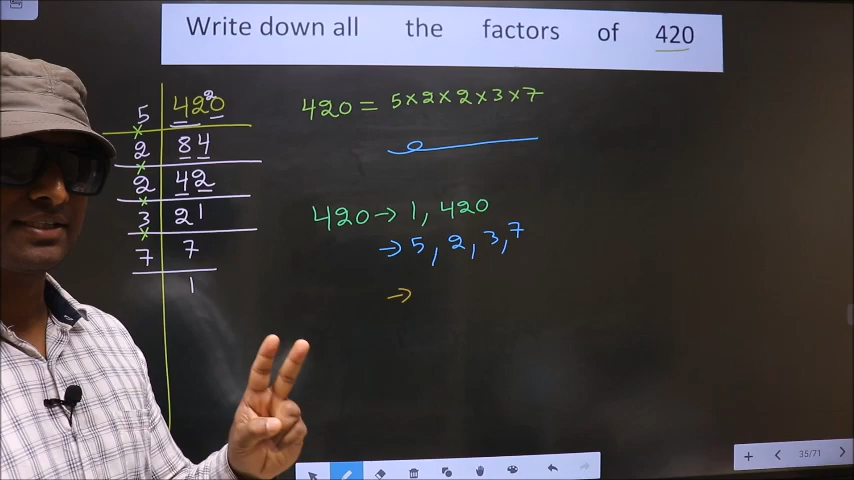 Write down all the factors of 420
5 420 2
2 84
2 42
3 21
7 7
1
420 = 5×2×2×3×7
420 → 1, 420
→ 5, 2, 3, 7
→
35/71